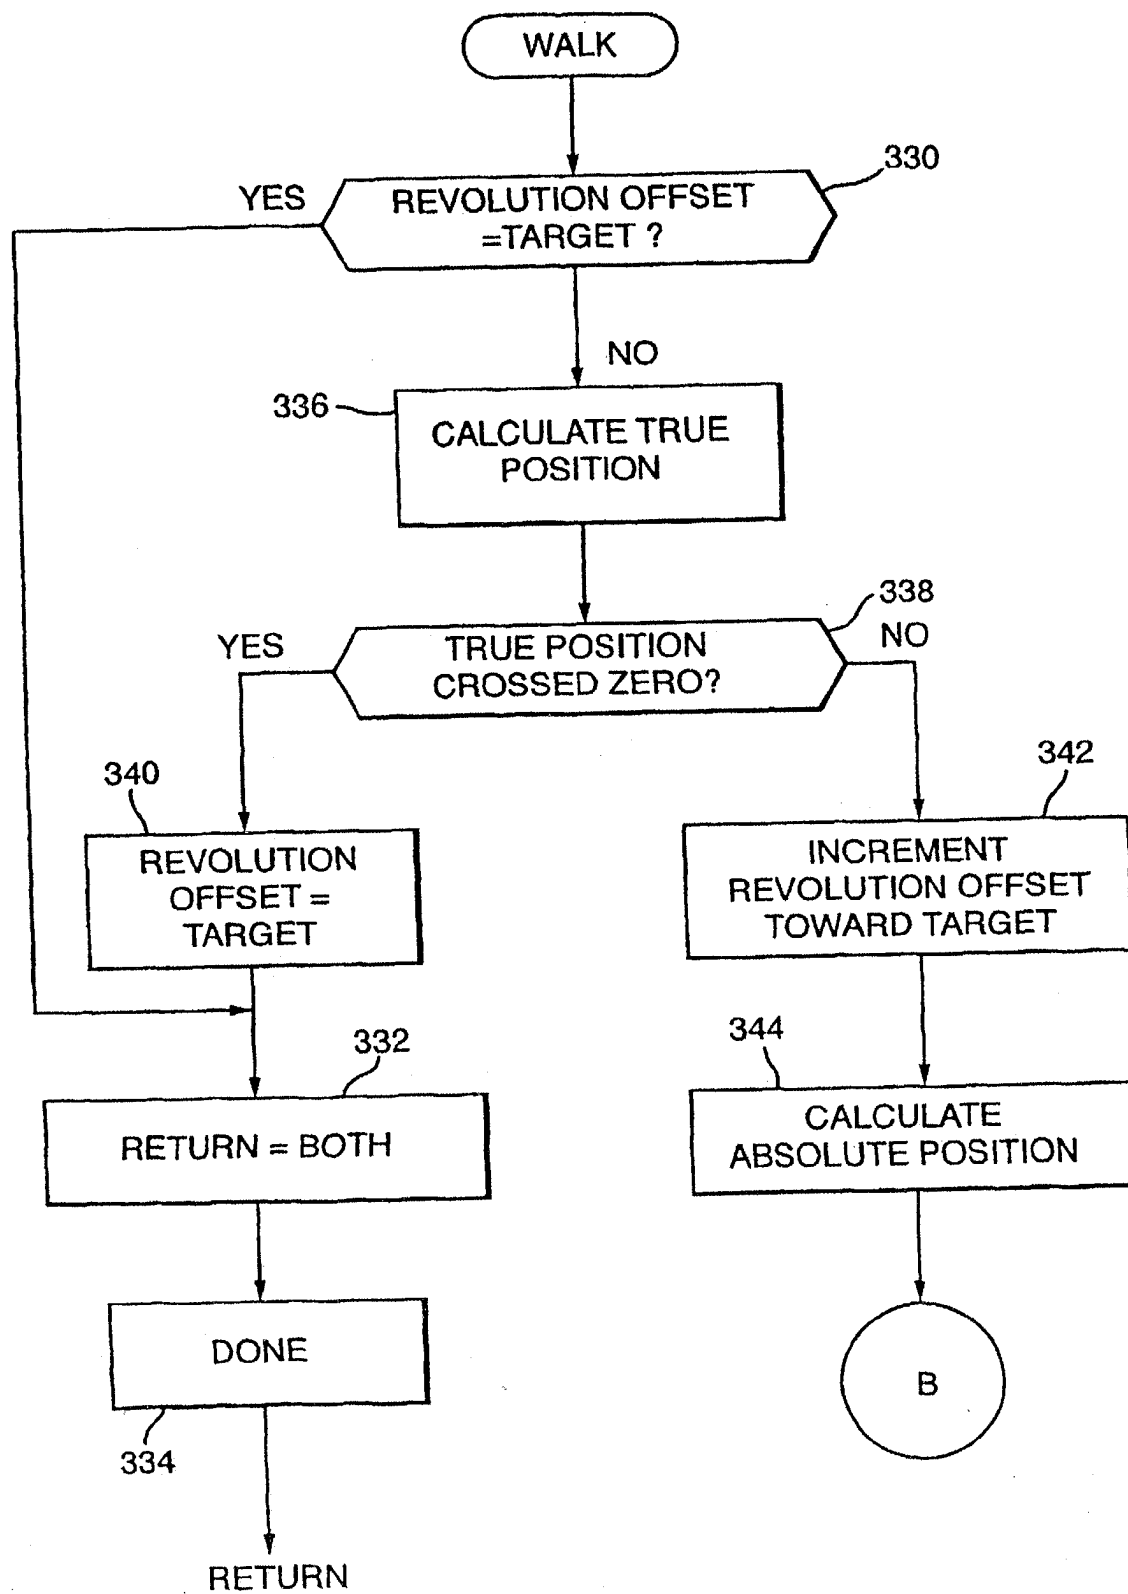 WALK
330
YES
REVOLUTION OFFSET
=TARGET ?
NO
336
CALCULATE TRUE
POSITION
338
YES
TRUE POSITION
CROSSED ZERO?
NO
340
REVOLUTION
OFFSET =
TARGET
342
INCREMENT
REVOLUTION OFFSET
TOWARD TARGET
332
RETURN = BOTH
344
CALCULATE
ABSOLUTE POSITION
DONE
334
B
RETURN